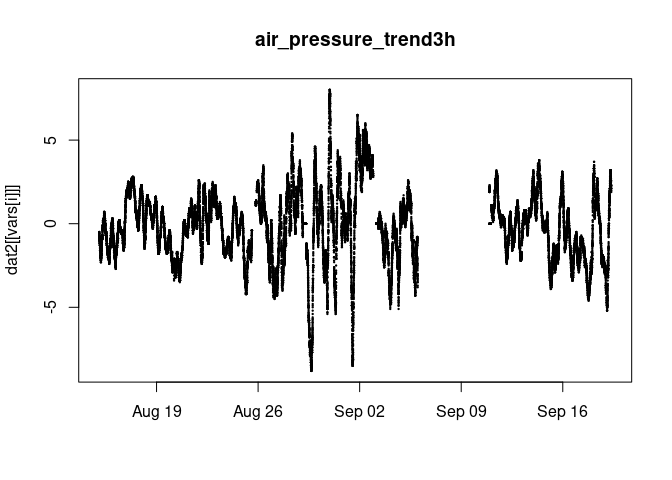 air_pressure_trend3h
dat2[[vars[i]]]
5
0
-5
Aug 19
Aug 26
Sep 02
Sep 09
Sep 16